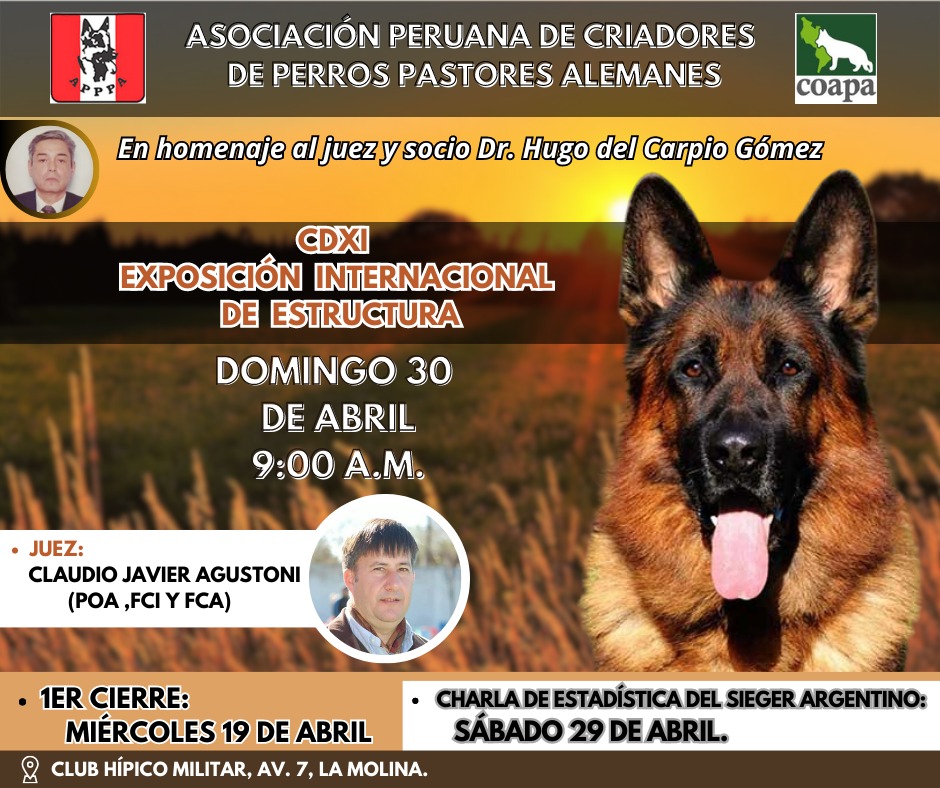 ASOCIACIÓN PERUANA DE CRIADORES
DE PERROS PASTORES ALEMANES
APPPA
coapa
En homenaje al juez y socio Dr. Hugo del Carpio Gómez
CDXI
EXPOSICIÓN INTERNACIONAL
DE ESTRUCTURA
DOMINGO 30
DE ABRIL
9:00 A.M.
• JUEZ:
CLAUDIO JAVIER AGUSTONI
(POA ,FCI Y FCA)
• 1ER CIERRE:
MIÉRCOLES 19 DE ABRIL
• CHARLA DE ESTADÍSTICA DEL SIEGER ARGENTINO:
SÁBADO 29 DE ABRIL.
CLUB HÍPICO MILITAR, AV. 7, LA MOLINA.